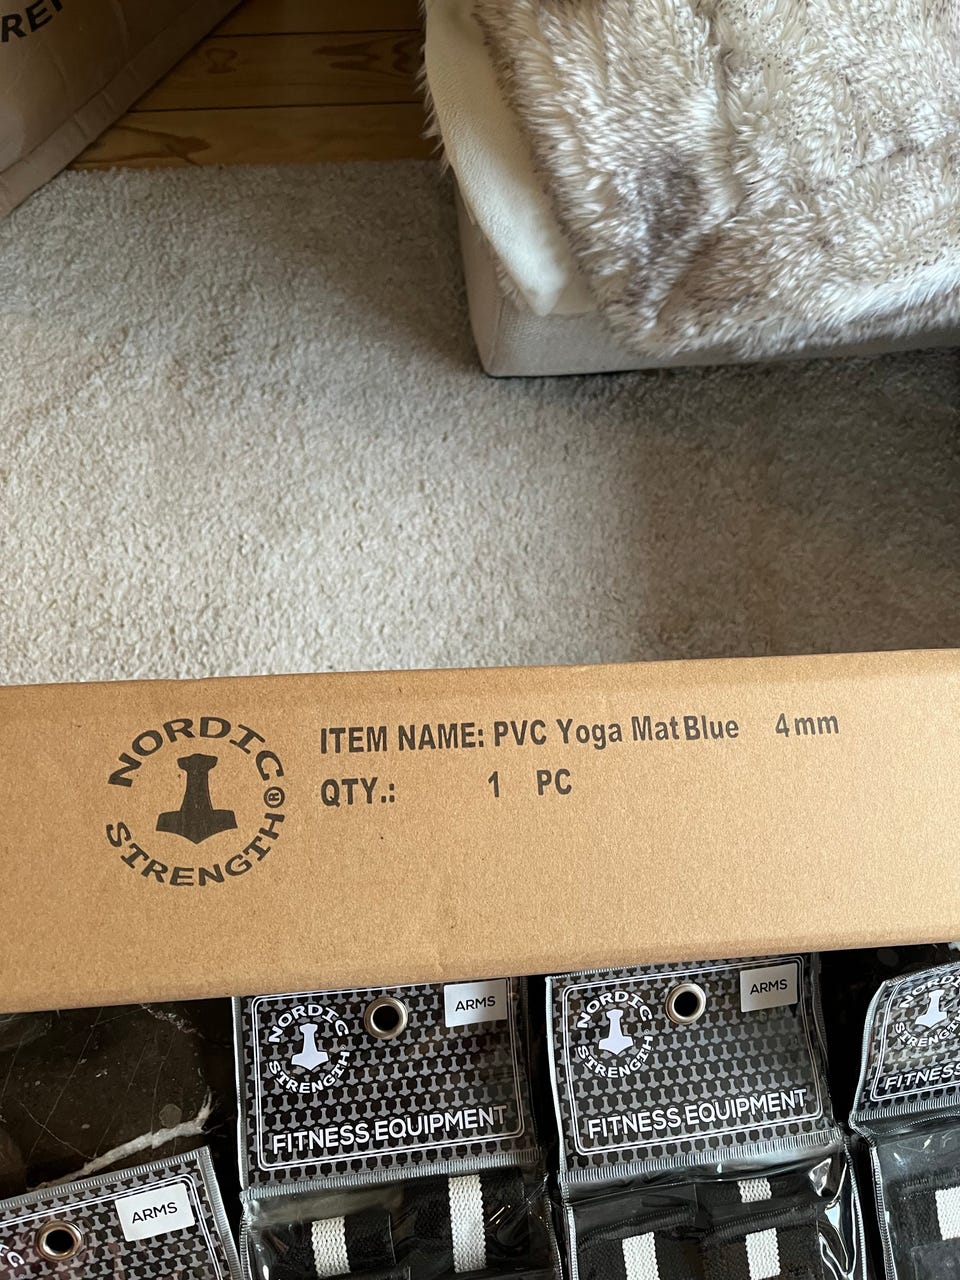 NORDIC
STRENGTH®
ITEM NAME: PVC Yoga Mat Blue 4mm
QTY.: 1 PC
NORDIC
STRENGTH
ARMS
FITNESS EQUIPMENT
NORDIC
STRENGTH
ARMS
FITNESS EQUIPMENT
NORDIC
STRENGTH
FITNESS
ARMS